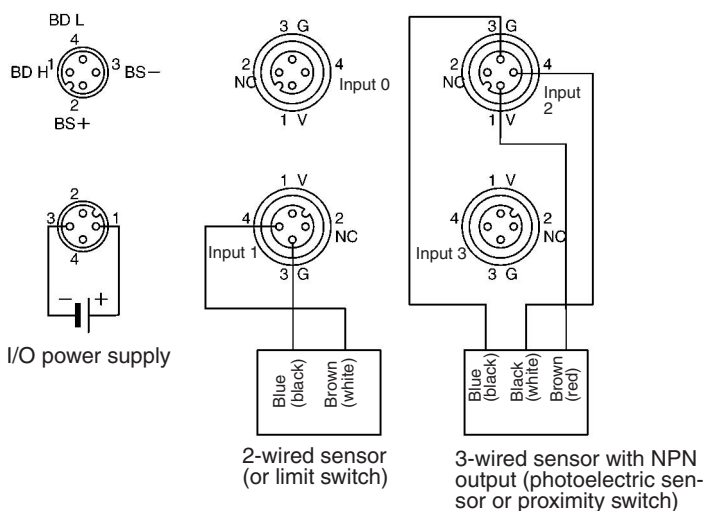 BD L
4
BD H 1
3 BS−
2
BS+
3 G
2
NC
4
Input 0
1 V
3 G
2
NC
4
Input
2
1 V
2
3
1
4
− +
I/O power supply
1 V
4
2
NC
Input 1
3 G
1 V
4
2
NC
Input 3
3 G
Blue
(black)
Brown
(white)
2-wired sensor
(or limit switch)
Blue
(black)
Black
(white)
Brown
(red)
3-wired sensor with NPN
output (photoelectric sen-
sor or proximity switch)